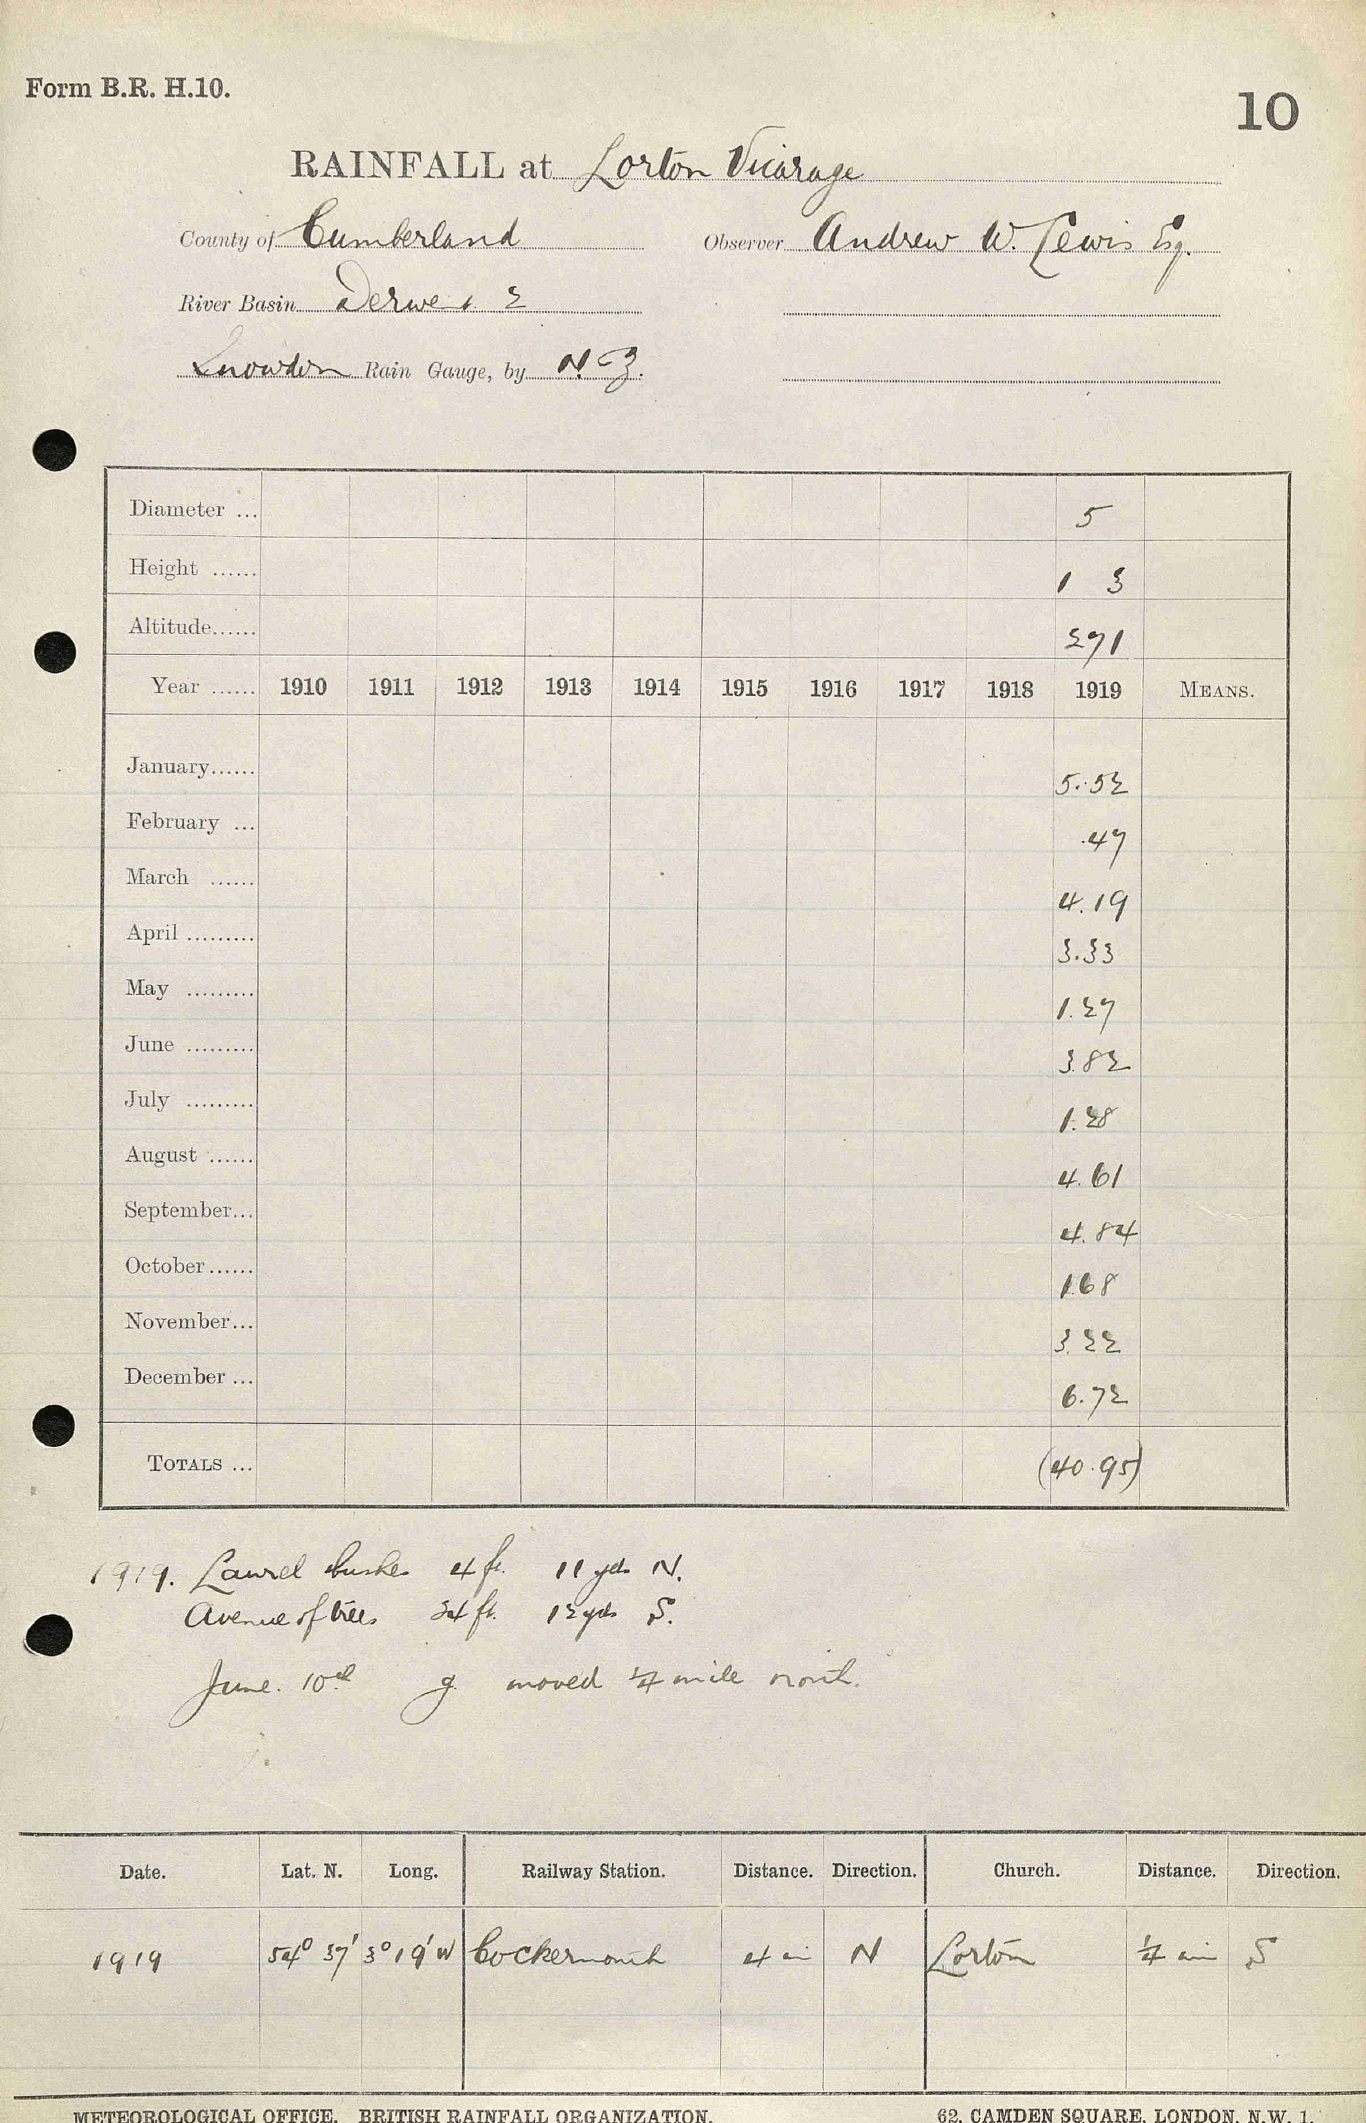 Form B.R. H.10.
10
RAINFALL at Lorton Vicarage
County of Cumberland Observer Andrew W. Lewis Esq.
River Basin Derwent 2
Snowdon Rain Gauge, by N & Z.
Diameter ... 5
Height ...... 1 3
Altitude...... 271
Year ...... 1910 1911 1912 1913 1914 1915 1916 1917 1918 1919 MEANS.
January...... 5.52
February ... .47
March ...... 4.19
April ......... 3.33
May ......... 1.27
June ......... 3.82
July ......... 1.28
August ...... 4.61
September... 4.84
October...... 1.68
November... 3.22
December ... 6.72
TOTALS ... (40.95)
1919. Laurel bushes 4 ft. 11 yds N.
Avenue of trees 24 ft. 12 yds S.
June. 10th g. moved ¼ mile north.
Date. Lat. N. Long. Railway Station. Distance. Direction. Church. Distance. Direction.
1919 54° 37' 3° 19' W Cockermouth 4 m N Lorton ¼ m S
METEOROLOGICAL OFFICE. BRITISH RAINFALL ORGANIZATION. 62, CAMDEN SQUARE, LONDON, N.W. 1.